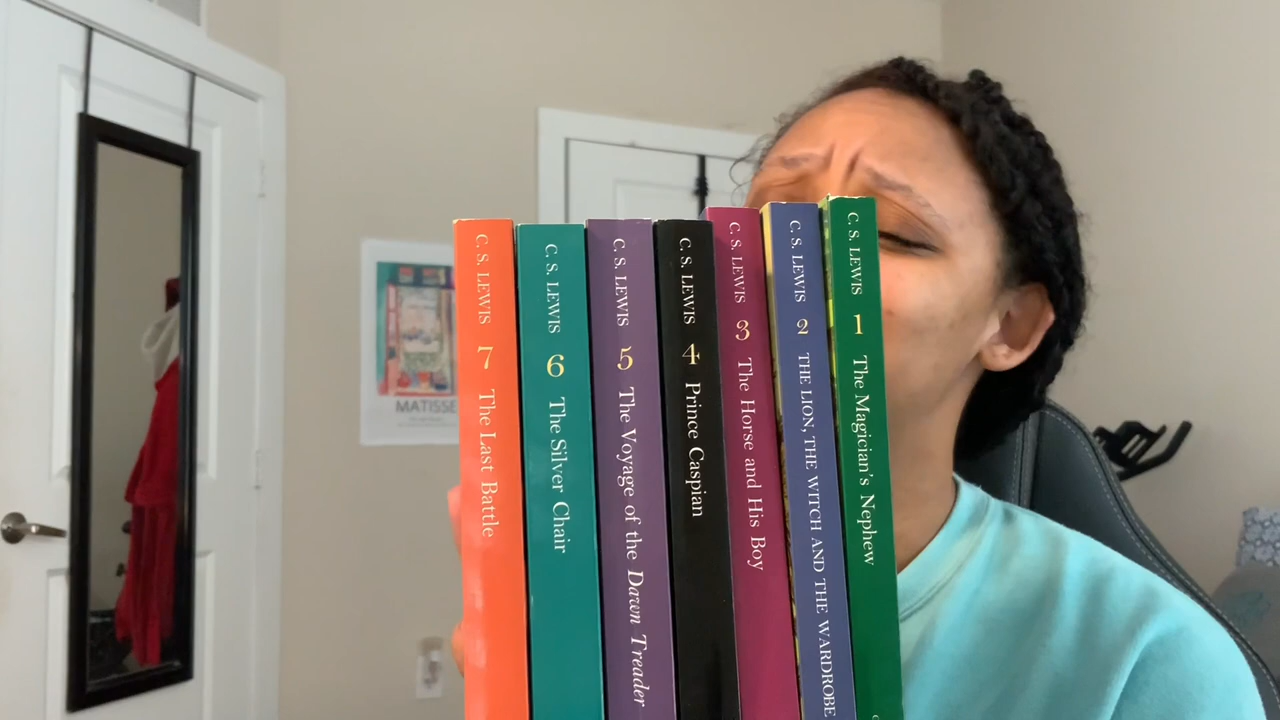 C. S. LEWIS 7 The Last Battle
C. S. LEWIS 6 The Silver Chair
C. S. LEWIS 5 The Voyage of the Dawn Treader
C. S. LEWIS 4 Prince Caspian
C. S. LEWIS 3 The Horse and His Boy
C. S. LEWIS 2 THE LION, THE WITCH AND THE WARDROBE
C. S. LEWIS 1 The Magician's Nephew
MATISSE